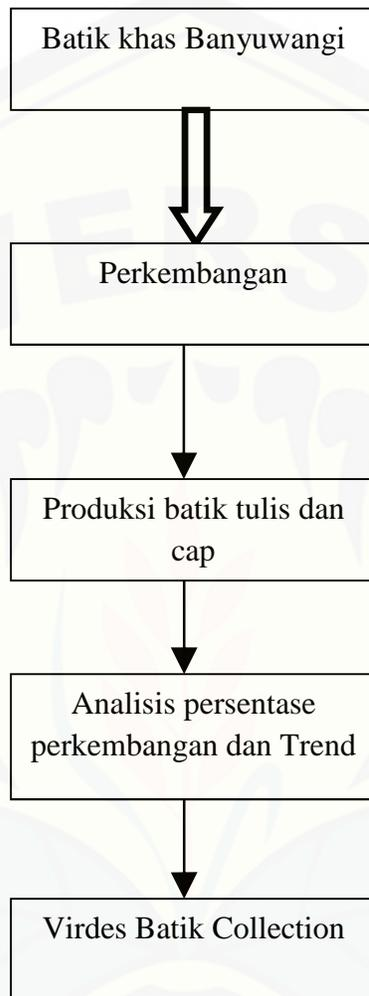 Batik khas Banyuwangi
Perkembangan
Produksi batik tulis dan
cap
Analisis persentase
perkembangan dan Trend
Virdes Batik Collection